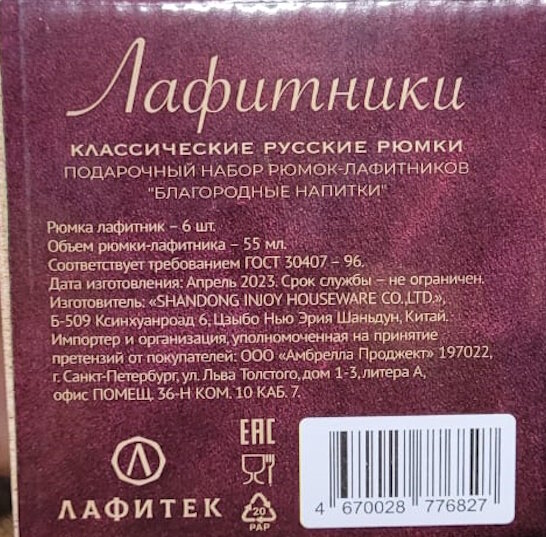 Лафитники
КЛАССИЧЕСКИЕ РУССКИЕ РЮМКИ
ПОДАРОЧНЫЙ НАБОР РЮМОК-ЛАФИТНИКОВ
"БЛАГОРОДНЫЕ НАПИТКИ"
Рюмка лафитник – 6 шт.
Объем рюмки-лафитника – 55 мл.
Соответствует требованием ГОСТ 30407 – 96.
Дата изготовления: Апрель 2023. Срок службы – не ограничен.
Изготовитель: «SHANDONG INJOY HOUSEWARE CO.,LTD.»,
Б-509 Ксинхуанроад 6, Цзыбо Нью Эрия Шаньдун, Китай.
Импортер и организация, уполномоченная на принятие
претензий от покупателей: ООО «Амбрелла Проджект» 197022,
г. Санкт-Петербург, ул. Льва Толстого, дом 1-3, литера А,
офис ПОМЕЩ. 36-Н КОМ. 10 КАБ. 7.
ЕАС
ЛАФИТЕК
20
PAP
4 670028 776827